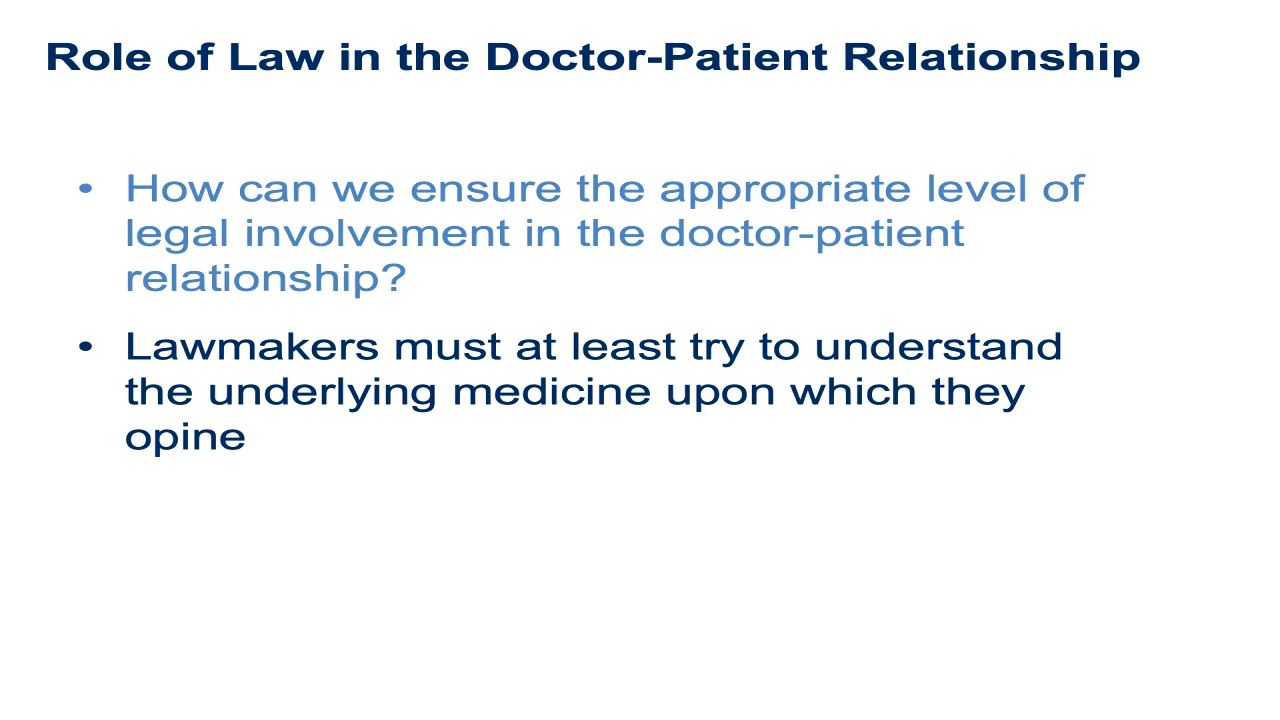 Role of Law in the Doctor-Patient Relationship
• How can we ensure the appropriate level of
legal involvement in the doctor-patient
relationship?
• Lawmakers must at least try to understand
the underlying medicine upon which they
opine